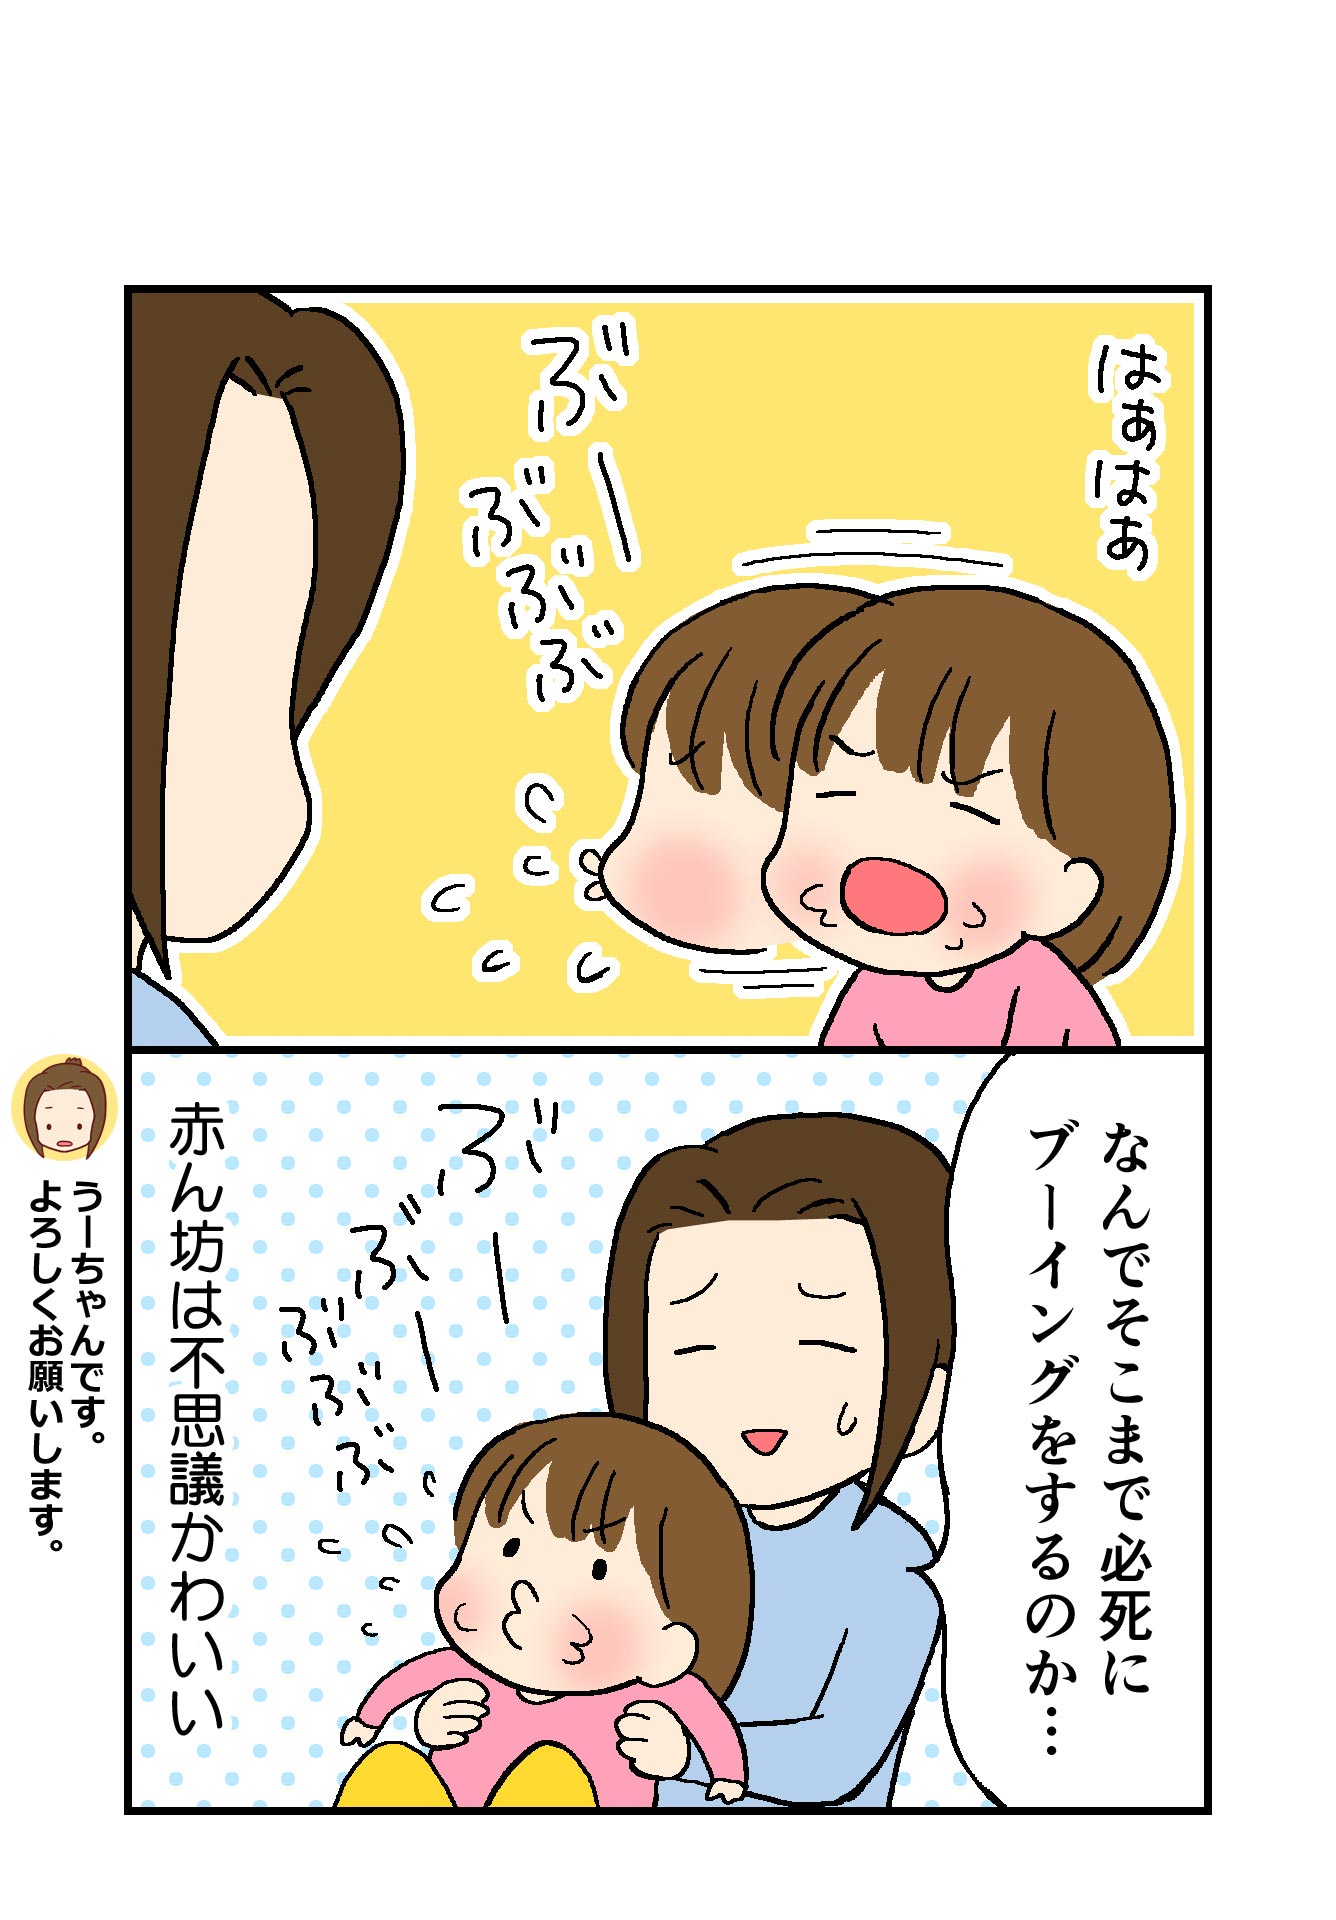 はぁはぁ
ぶー
ぶぶぶ
なんでそこまで必死に
ブーイングをするのか…
ぶー
ぶー
ぶぶぶ
赤ん坊は不思議かわいい
うーちゃんです。
よろしくお願いします。